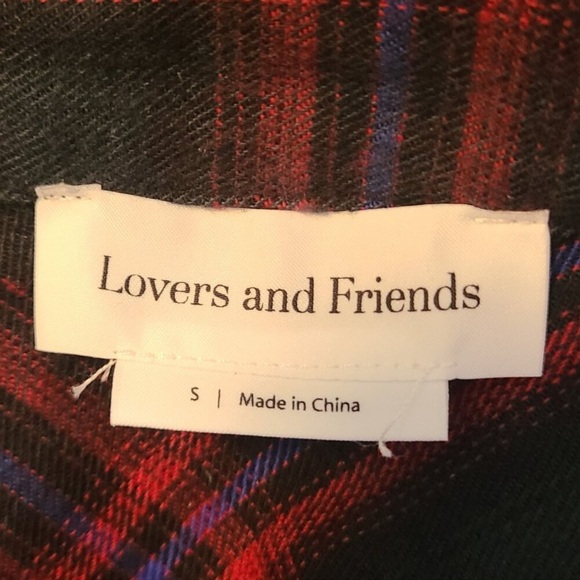 Lovers and Friends
S | Made in China